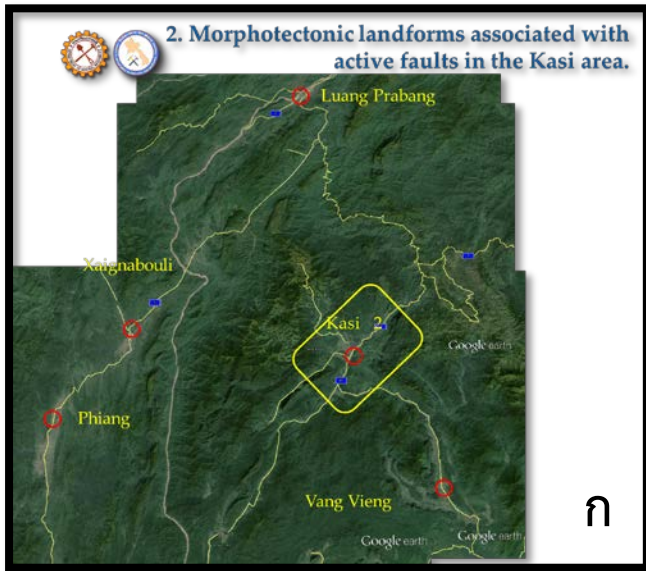 2. Morphotectonic landforms associated with
active faults in the Kasi area.
Luang Prabang
Xaignabouli
Kasi 2
Google earth
Phiang
Vang Vieng
ก
Google earth
Google earth